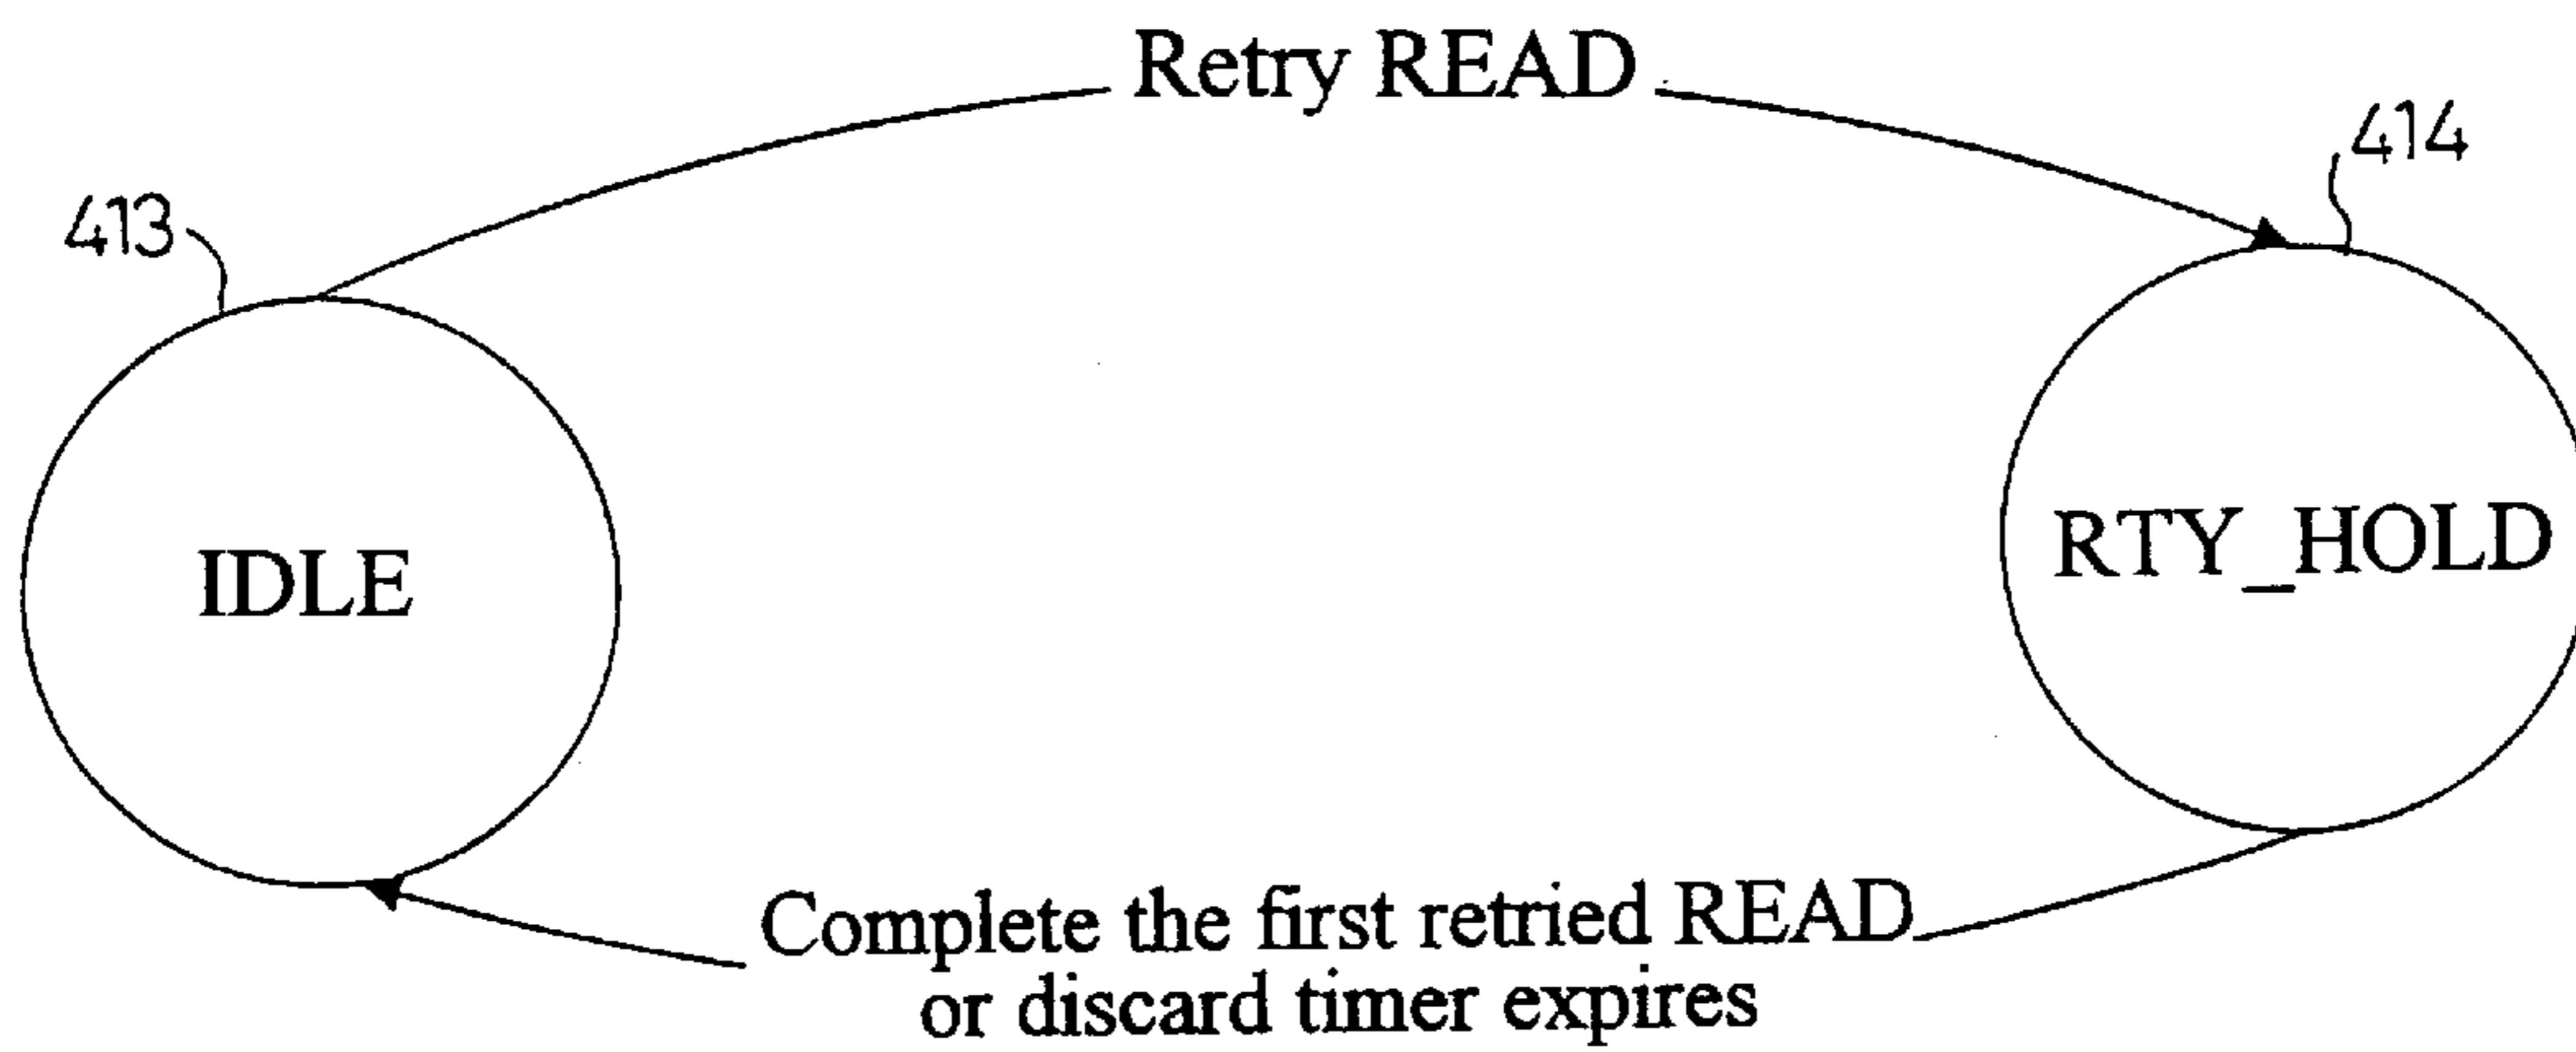 Retry READ
414
413
IDLE
RTY_HOLD
Complete the first retried READ
or discard timer expires